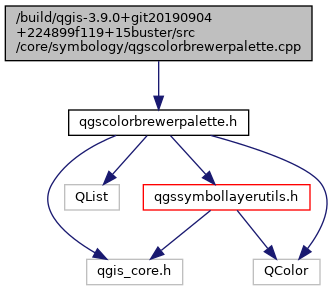 /build/qgis-3.9.0+git20190904
+224899f119+15buster/src
/core/symbology/qgscolorbrewerpalette.cpp
qgscolorbrewerpalette.h
QList
qgssymbollayerutils.h
qgis_core.h
QColor